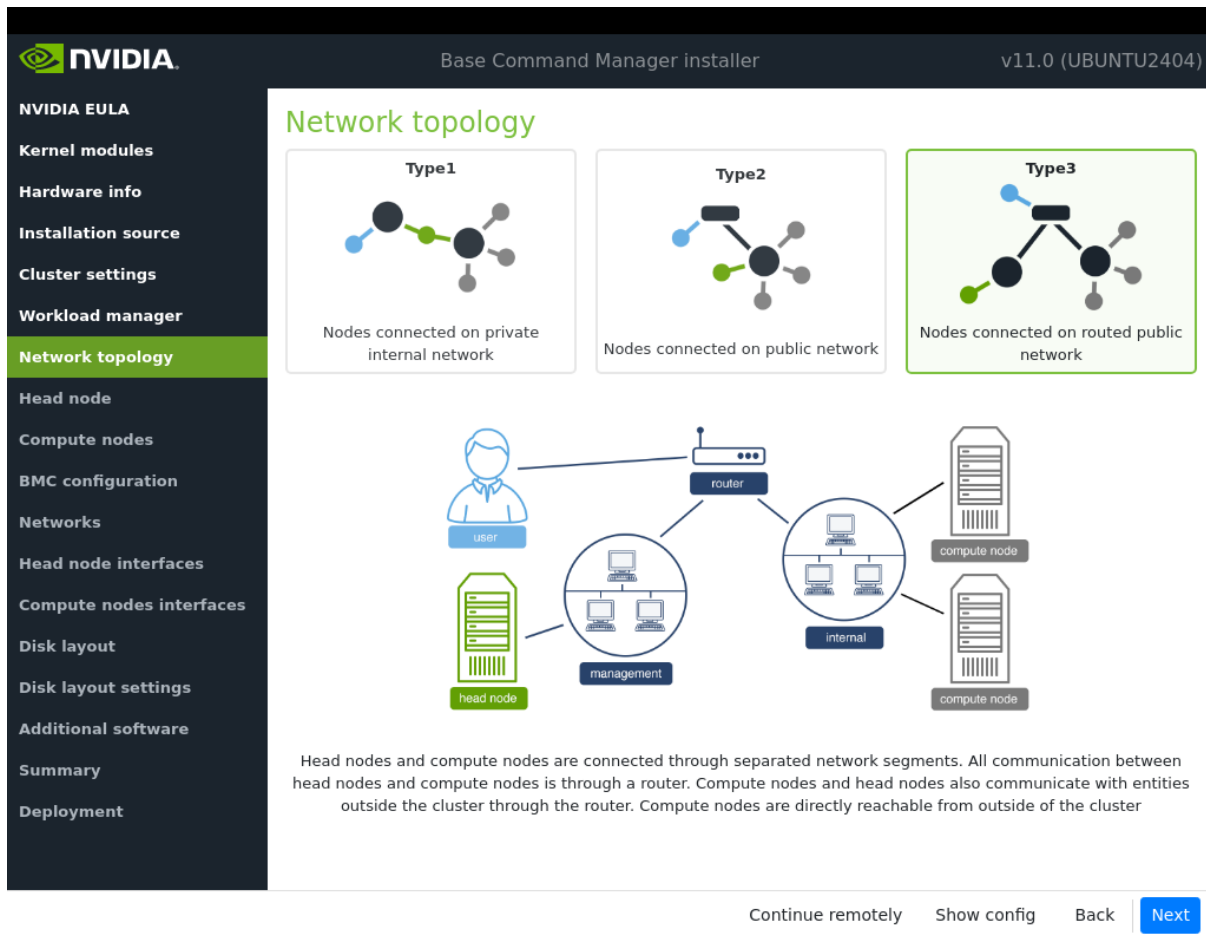 NVIDIA.
Base Command Manager installer
v11.0 (UBUNTU2404)
NVIDIA EULA
Kernel modules
Hardware info
Installation source
Cluster settings
Workload manager
Network topology
Head node
Compute nodes
BMC configuration
Networks
Head node interfaces
Compute nodes interfaces
Disk layout
Disk layout settings
Additional software
Summary
Deployment
Network topology
Type1
Nodes connected on private
internal network
Type2
Nodes connected on public network
Type3
Nodes connected on routed public
network
router
user
compute node
internal
management
head node
compute node
Head nodes and compute nodes are connected through separated network segments. All communication between
head nodes and compute nodes is through a router. Compute nodes and head nodes also communicate with entities
outside the cluster through the router. Compute nodes are directly reachable from outside of the cluster
Continue remotely
Show config
Back
Next